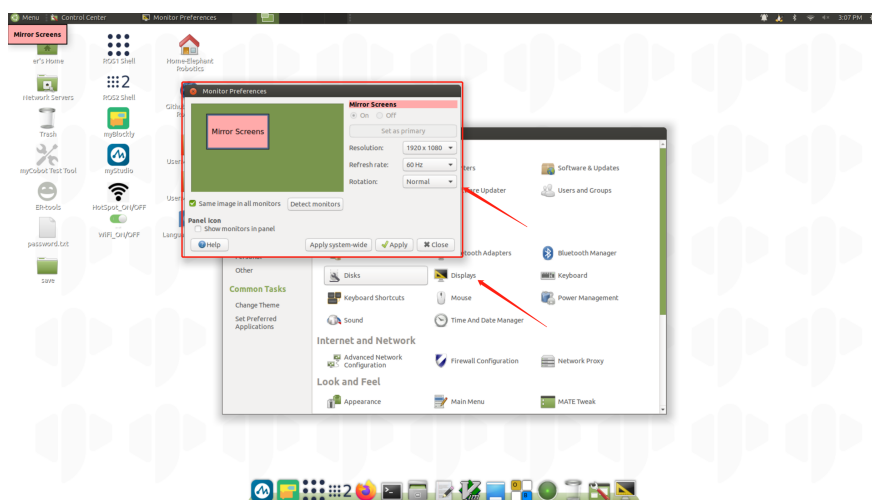 Menu
Control Center
Monitor Preferences
3:07 PM
Mirror Screens
er's Home
ROS1 Shell
Home-Elephant
Robotics
Network Servers
ROS2 Shell
Trash
myBlockly
myCobot Test Tool
myStudio
ER-tools
HotSpot_ON/OFF
password.txt
WIFI_ON/OFF
save
Monitor Preferences
Mirror Screens
Mirror Screens
On
Off
Set as primary
Resolution:
1920 x 1080
Refresh rate:
60 Hz
Rotation:
Normal
Same image in all monitors
Detect monitors
Panel Icon
Show monitors in panel
Help
Apply system-wide
Apply
Close
Software & Updates
Users and Groups
Bluetooth Manager
Other
Disks
Displays
Keyboard
Common Tasks
Change Theme
Keyboard Shortcuts
Mouse
Power Management
Set Preferred
Applications
Sound
Time And Date Manager
Internet and Network
Advanced Network
Configuration
Firewall Configuration
Network Proxy
Look and Feel
Appearance
Main Menu
MATE Tweak
2